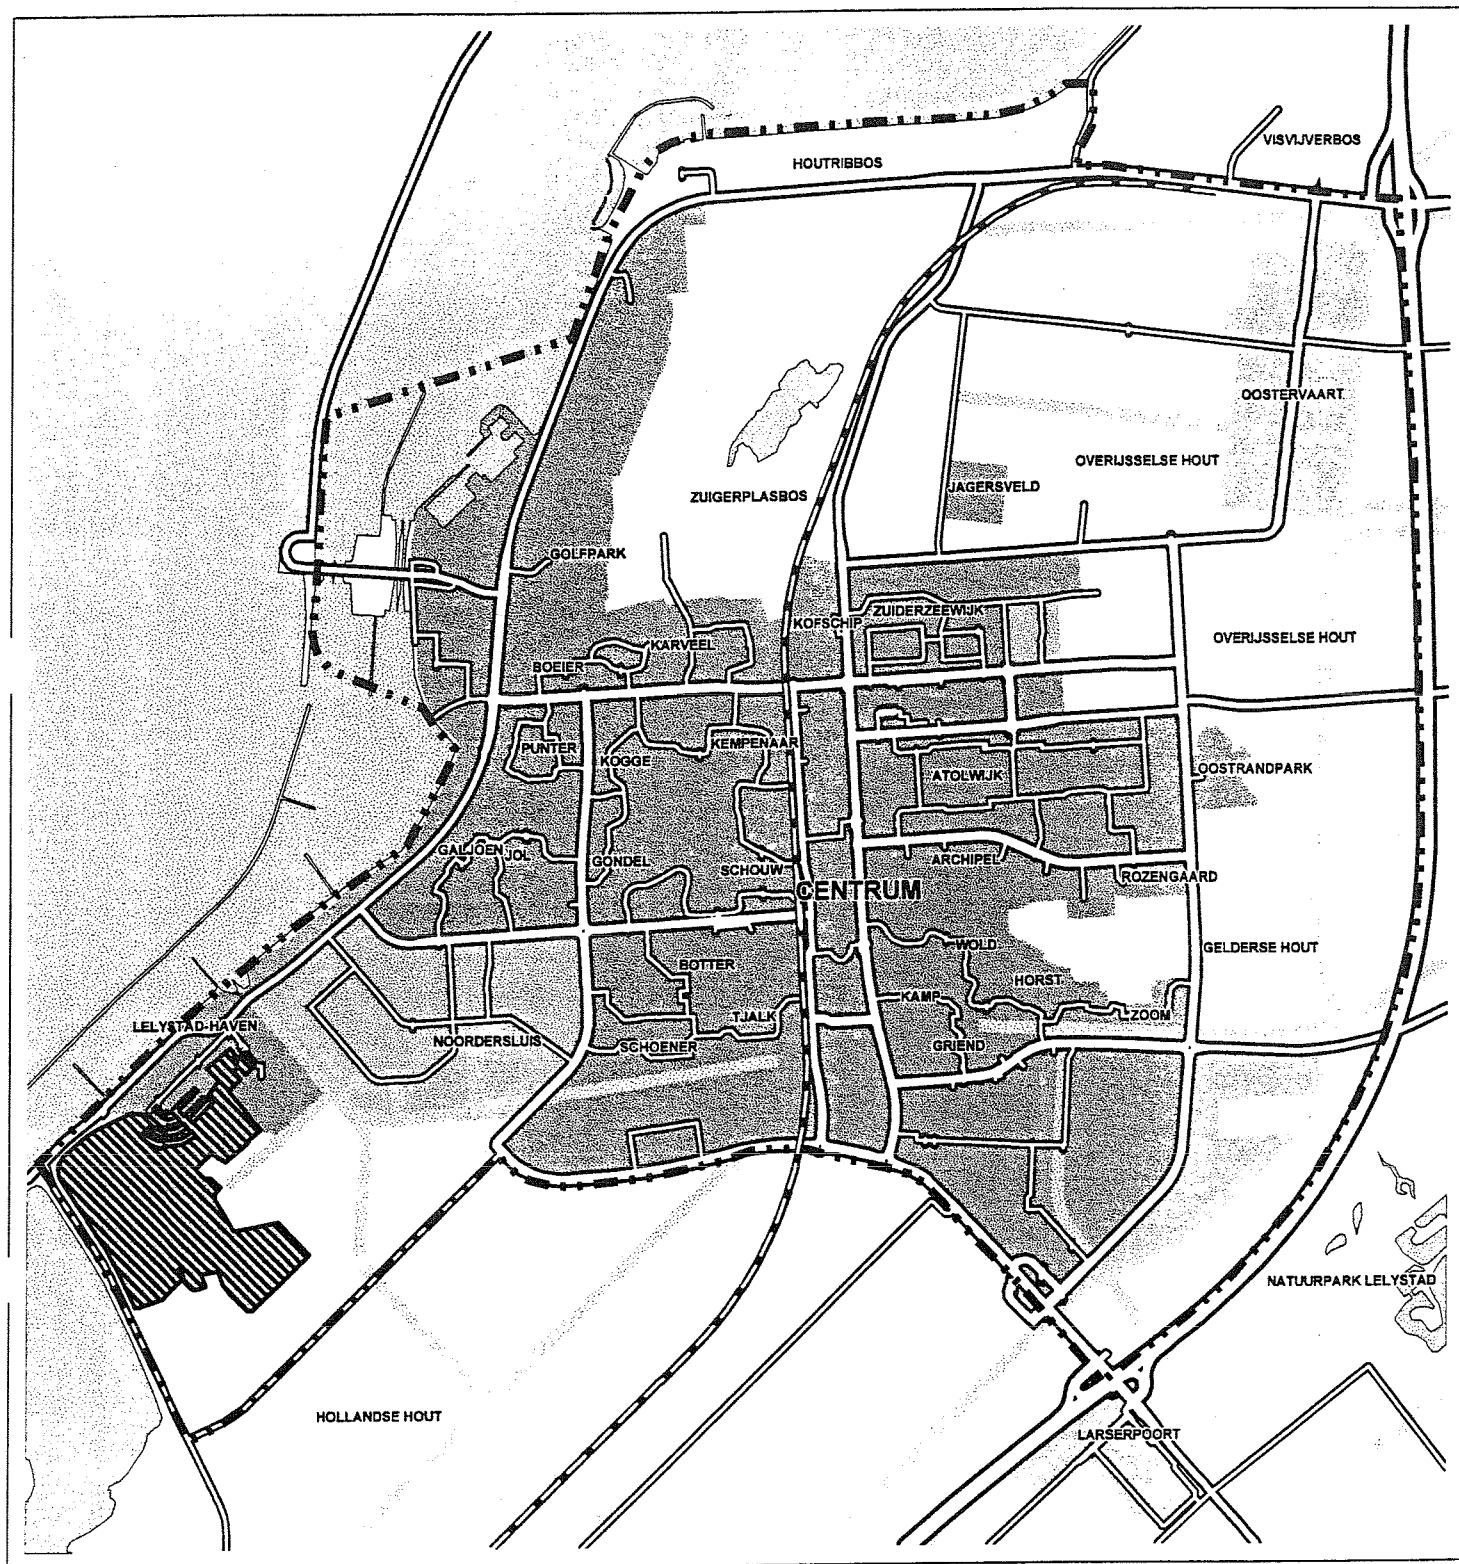 VISVIJVERBOS
HOUTRIBBOS
OOSTERVAART
OVERIJSSELSE HOUT
JAGERSVELD
ZUIGERPLASBOS
GOLFPARK
ZUIDERZEEWIJK
KOFSCHIP
OVERIJSSELSE HOUT
KARVEEL
BOEIER
PUNTER
KEMPENAAR
KOGGE
OOSTRANDPARK
ATOLWIJK
GALJOEN
JOL
GONDEL
SCHOUW
ARCHIPEL
ROZENGAARD
CENTRUM
WOLD
GELDERSE HOUT
BOTTER
HORST
KAMP
ZOOM
TJALK
LELYSTAD-HAVEN
NOORDERSLUIS
SCHOENER
GRIEND
NATUURPARK LELYSTAD
HOLLANDSE HOUT
LARSERPOORT